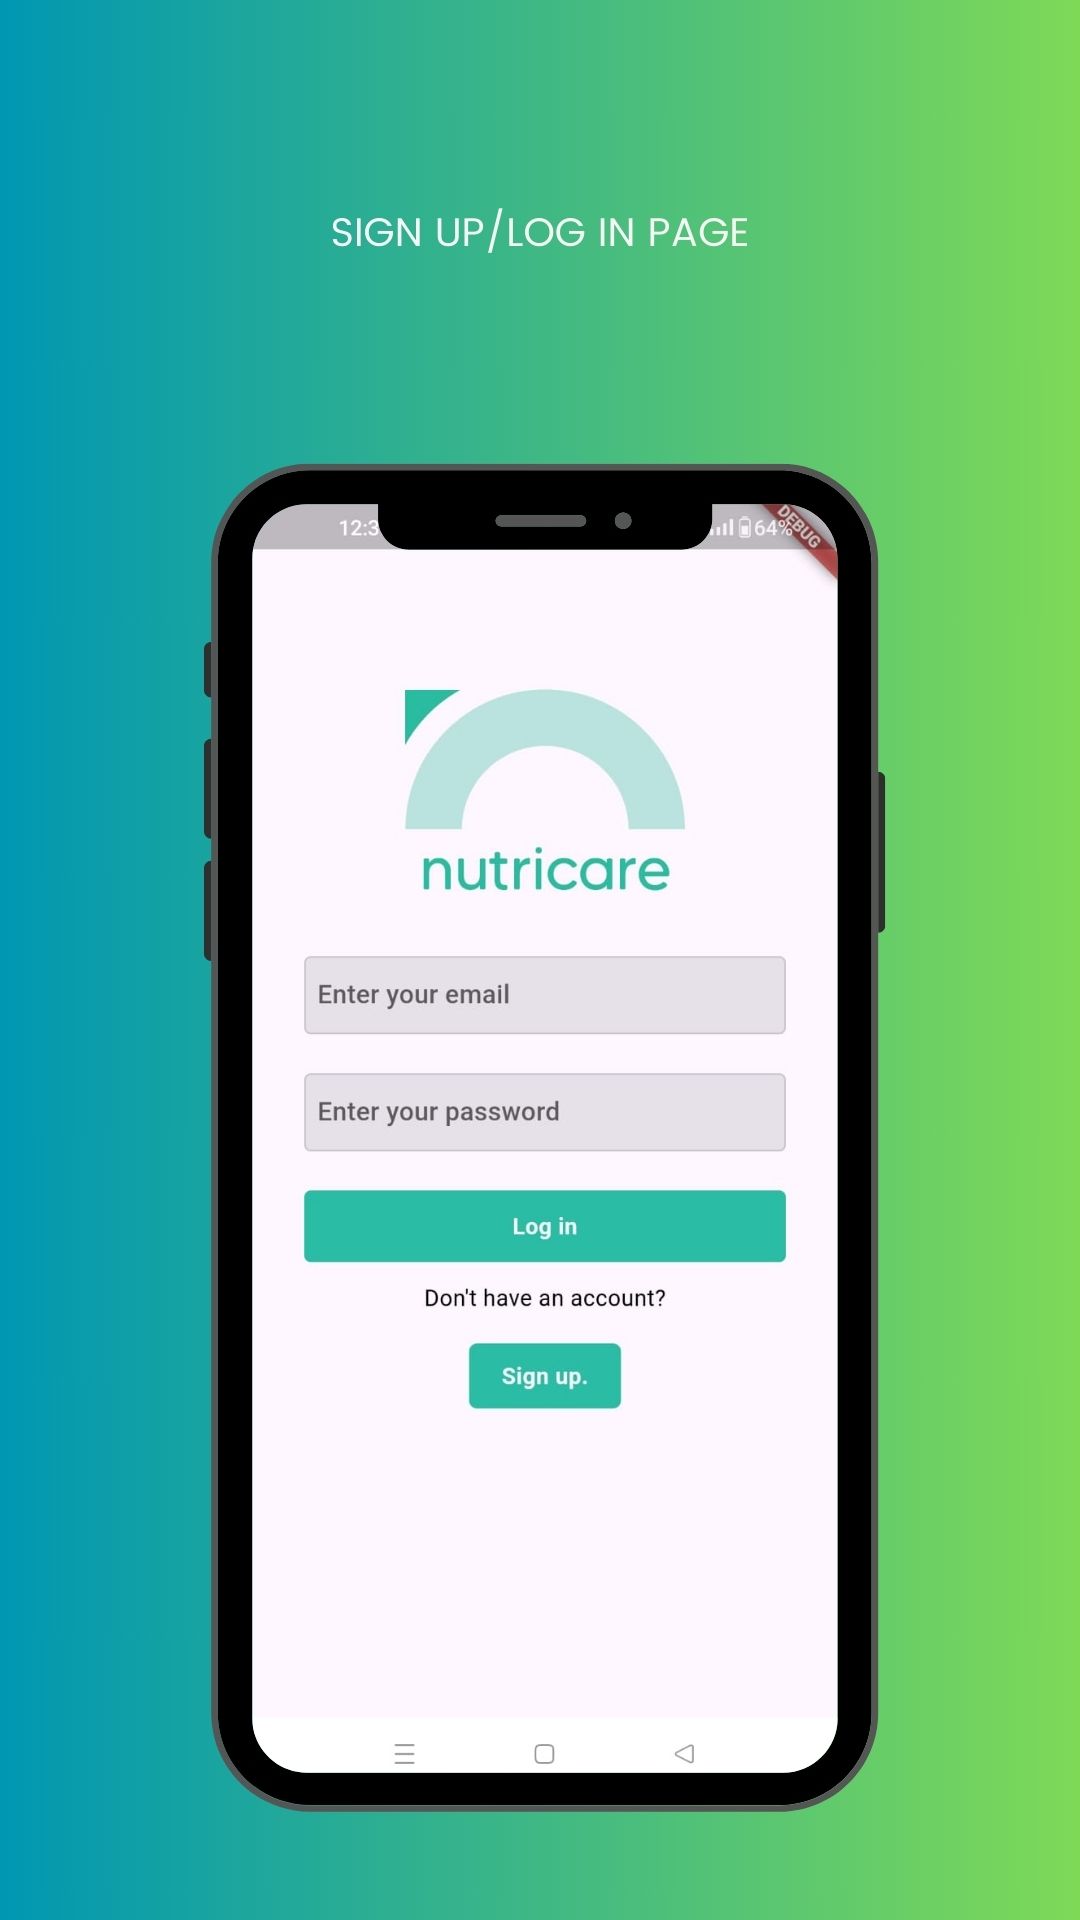 SIGN UP/LOG IN PAGE
12:3
64%
DEBUG
nutricare
Enter your email
Enter your password
Log in
Don't have an account?
Sign up.